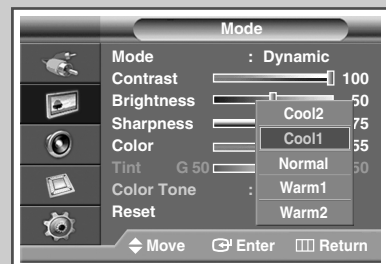 Mode
Mode : Dynamic
Contrast 100
Brightness 50
Sharpness 75
Color 55
Tint G 50 50
Color Tone :
Reset
Cool2
Cool1
Normal
Warm1
Warm2
Move Enter Return